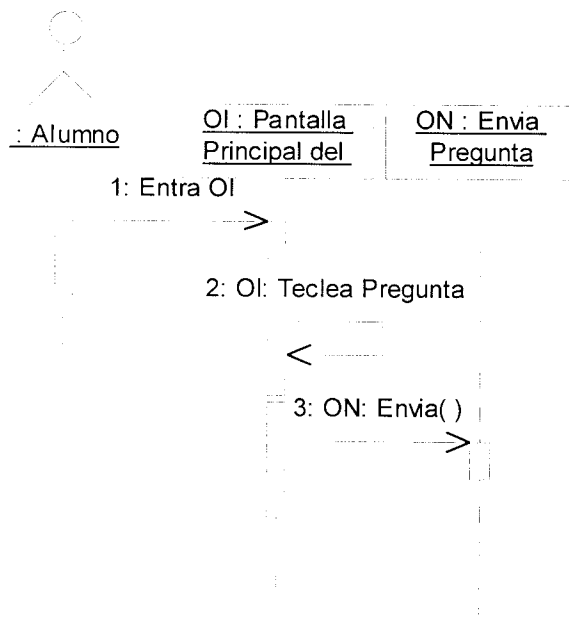 : Alumno
OI : Pantalla
Principal del
ON : Envia
Pregunta
1: Entra OI
2: OI: Teclea Pregunta
3: ON: Envia( )